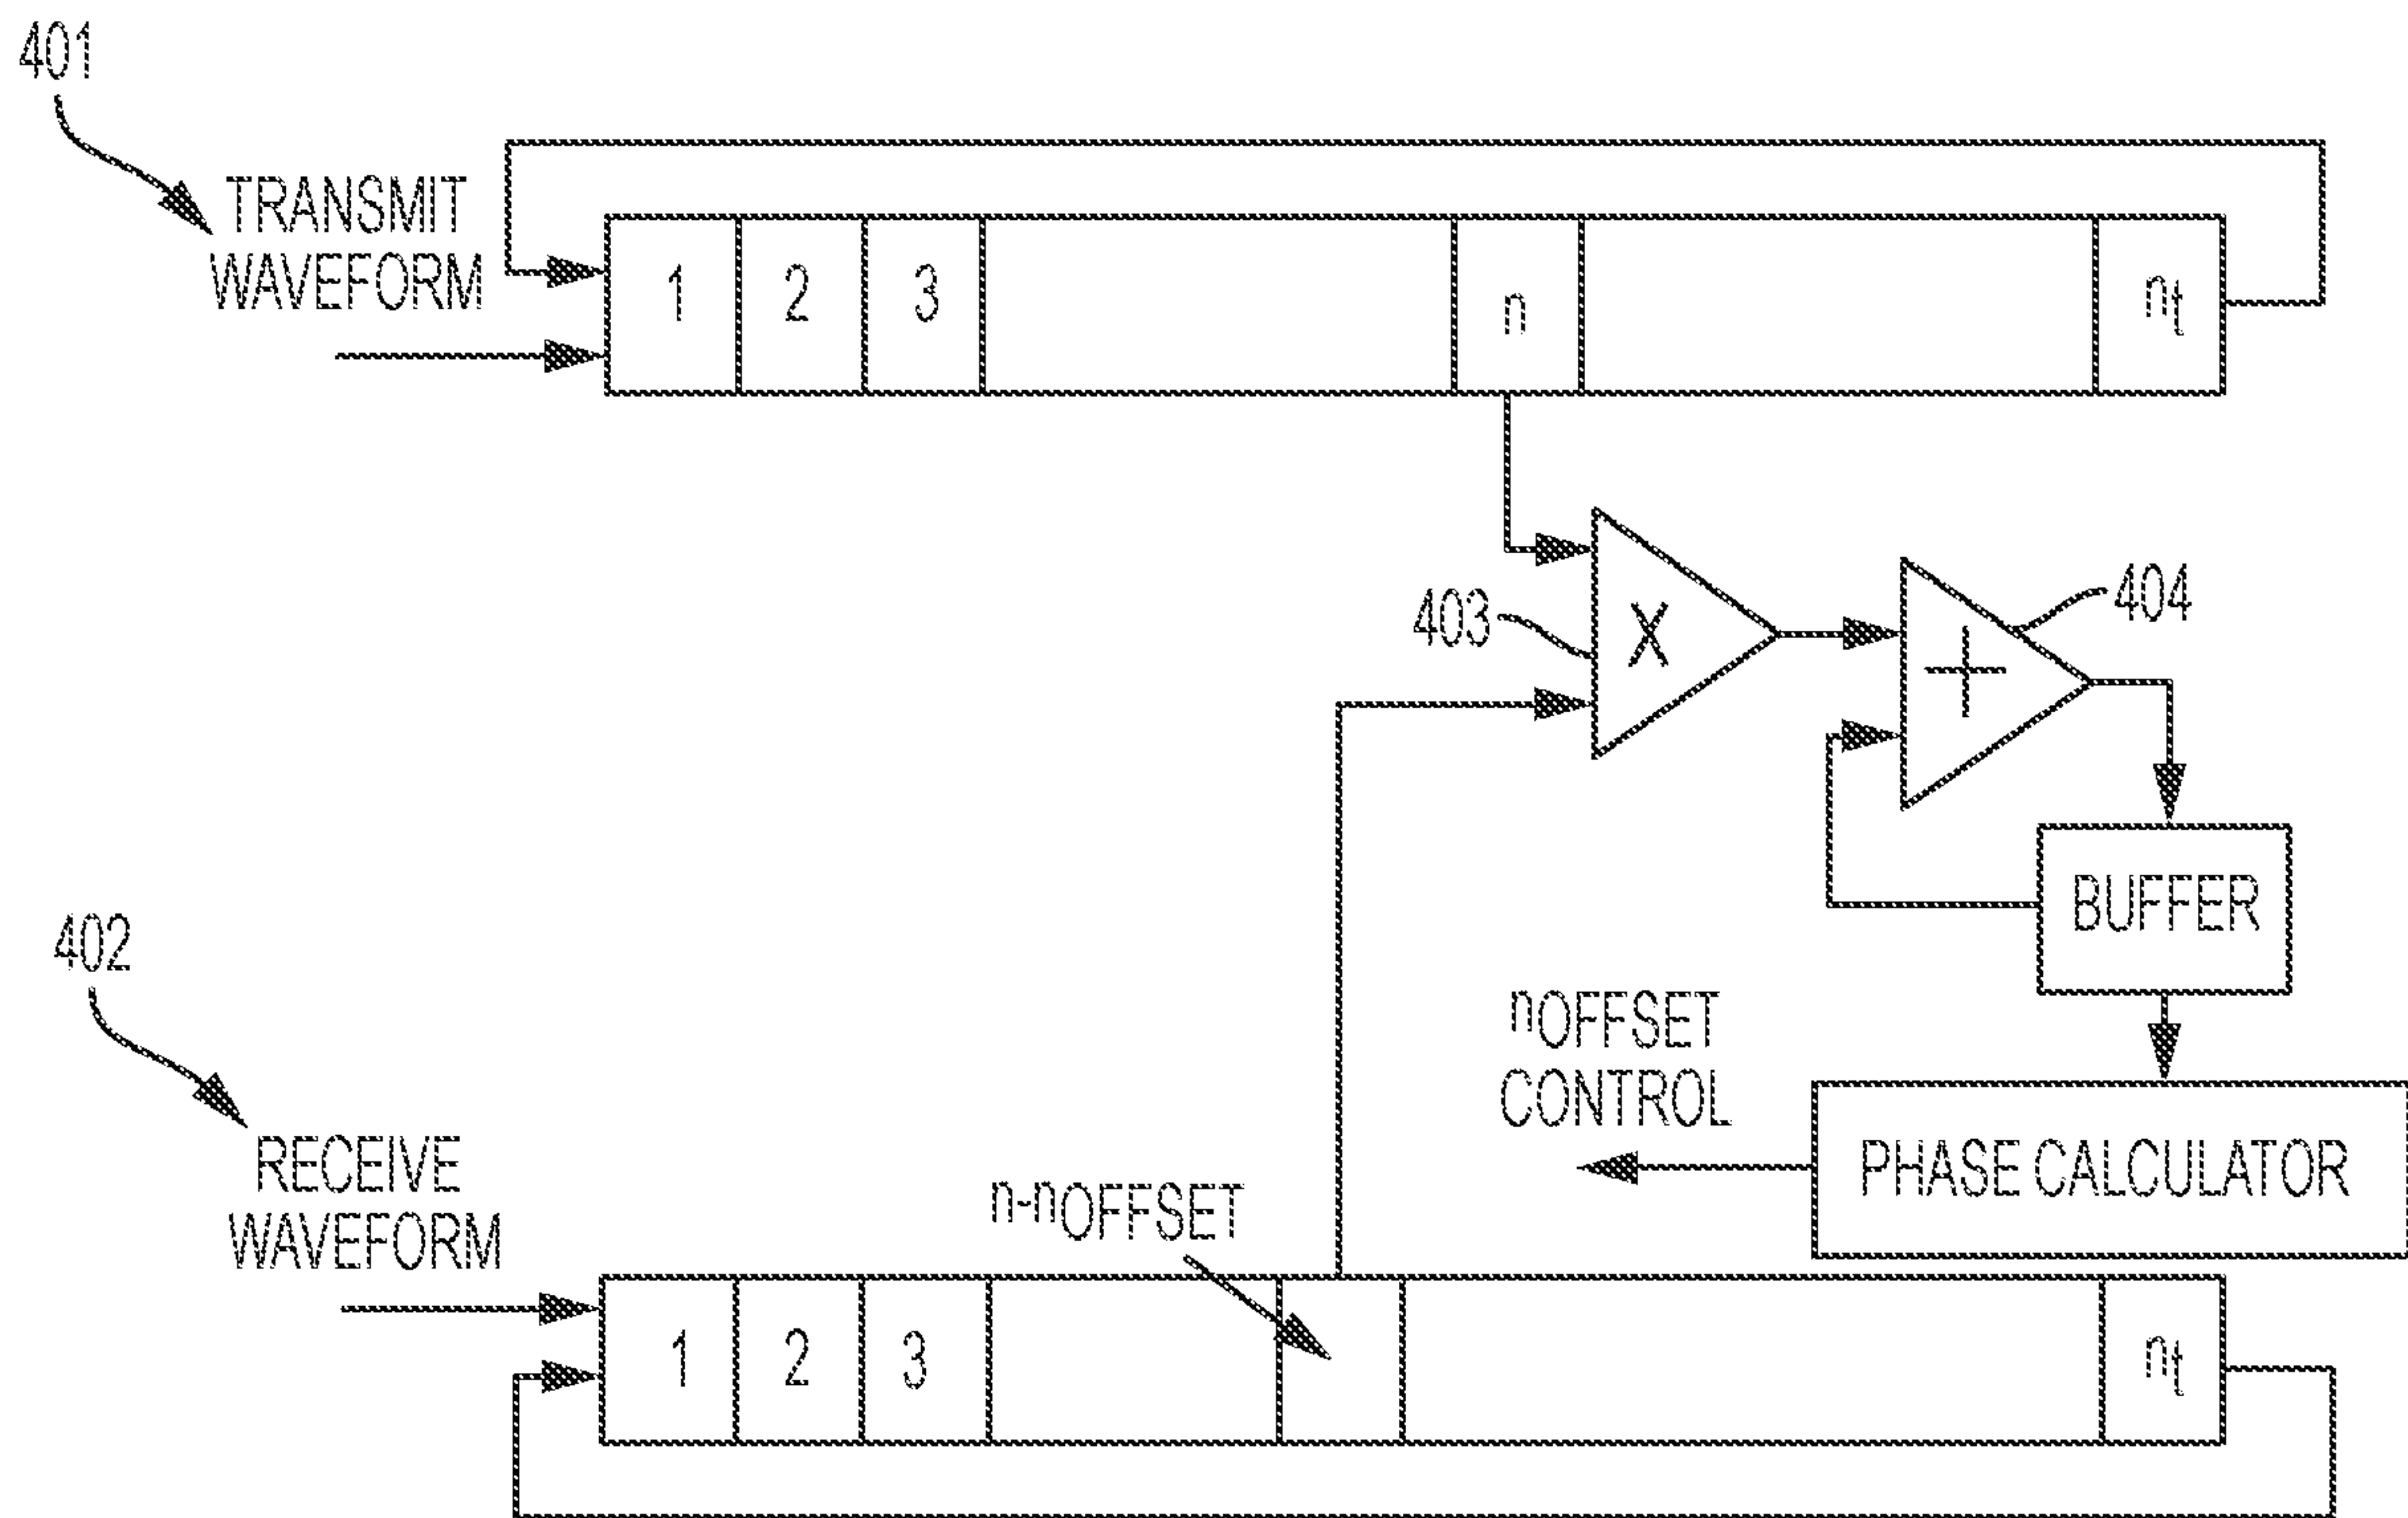 401
TRANSMIT
WAVEFORM
1 2 3 n nt
403
X
+
404
BUFFER
402
nOFFSET
CONTROL
PHASE CALCULATOR
RECEIVE
WAVEFORM
n-nOFFSET
1 2 3 nt